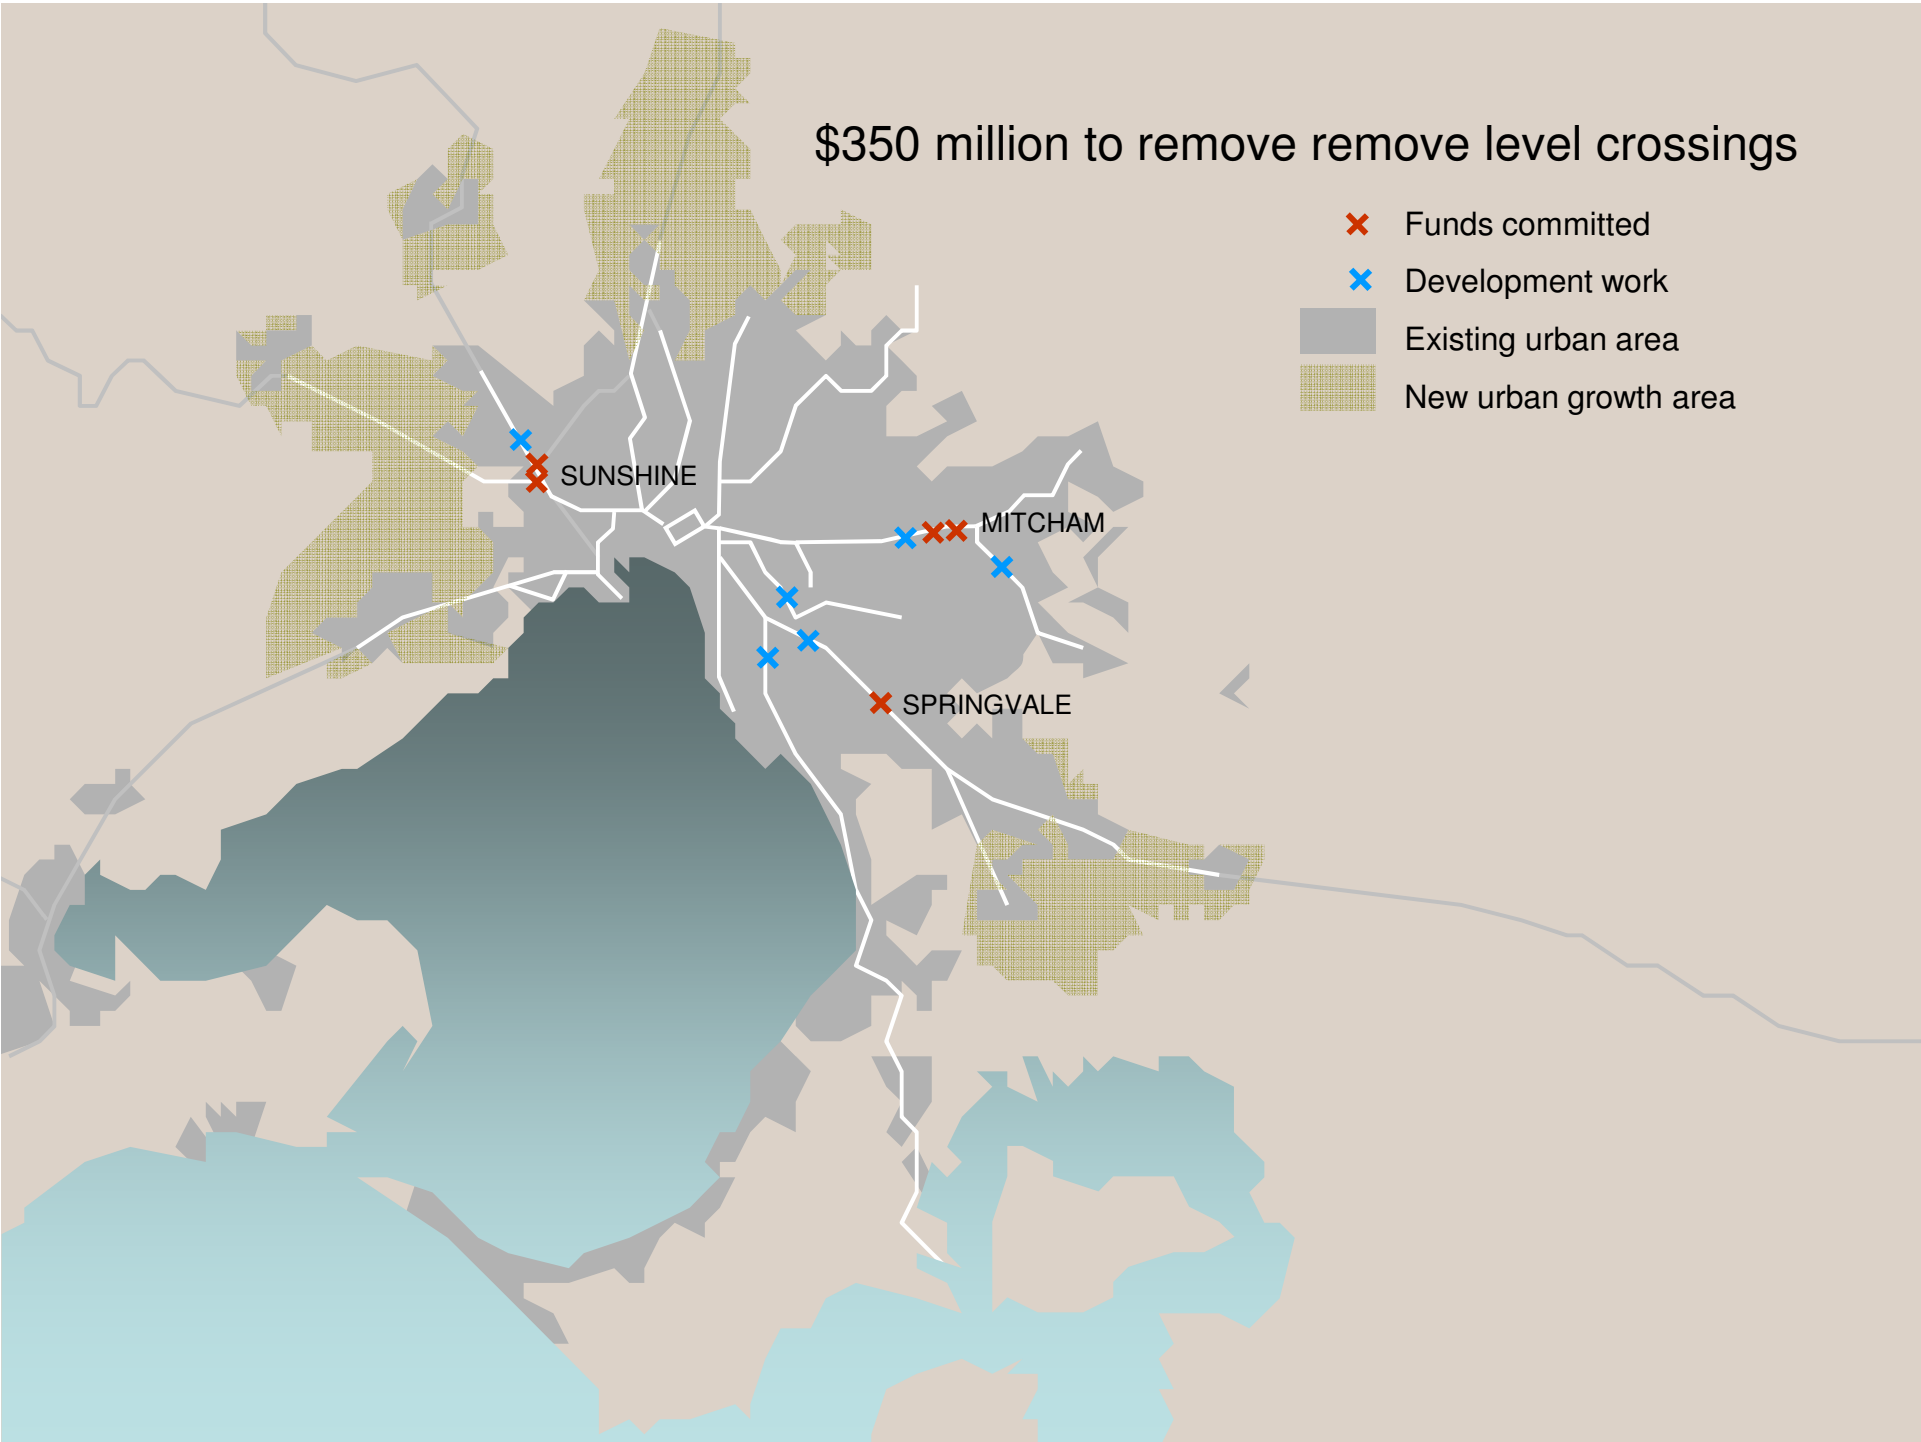 $350 million to remove remove level crossings
Funds committed
Development work
Existing urban area
New urban growth area
SUNSHINE
MITCHAM
SPRINGVALE